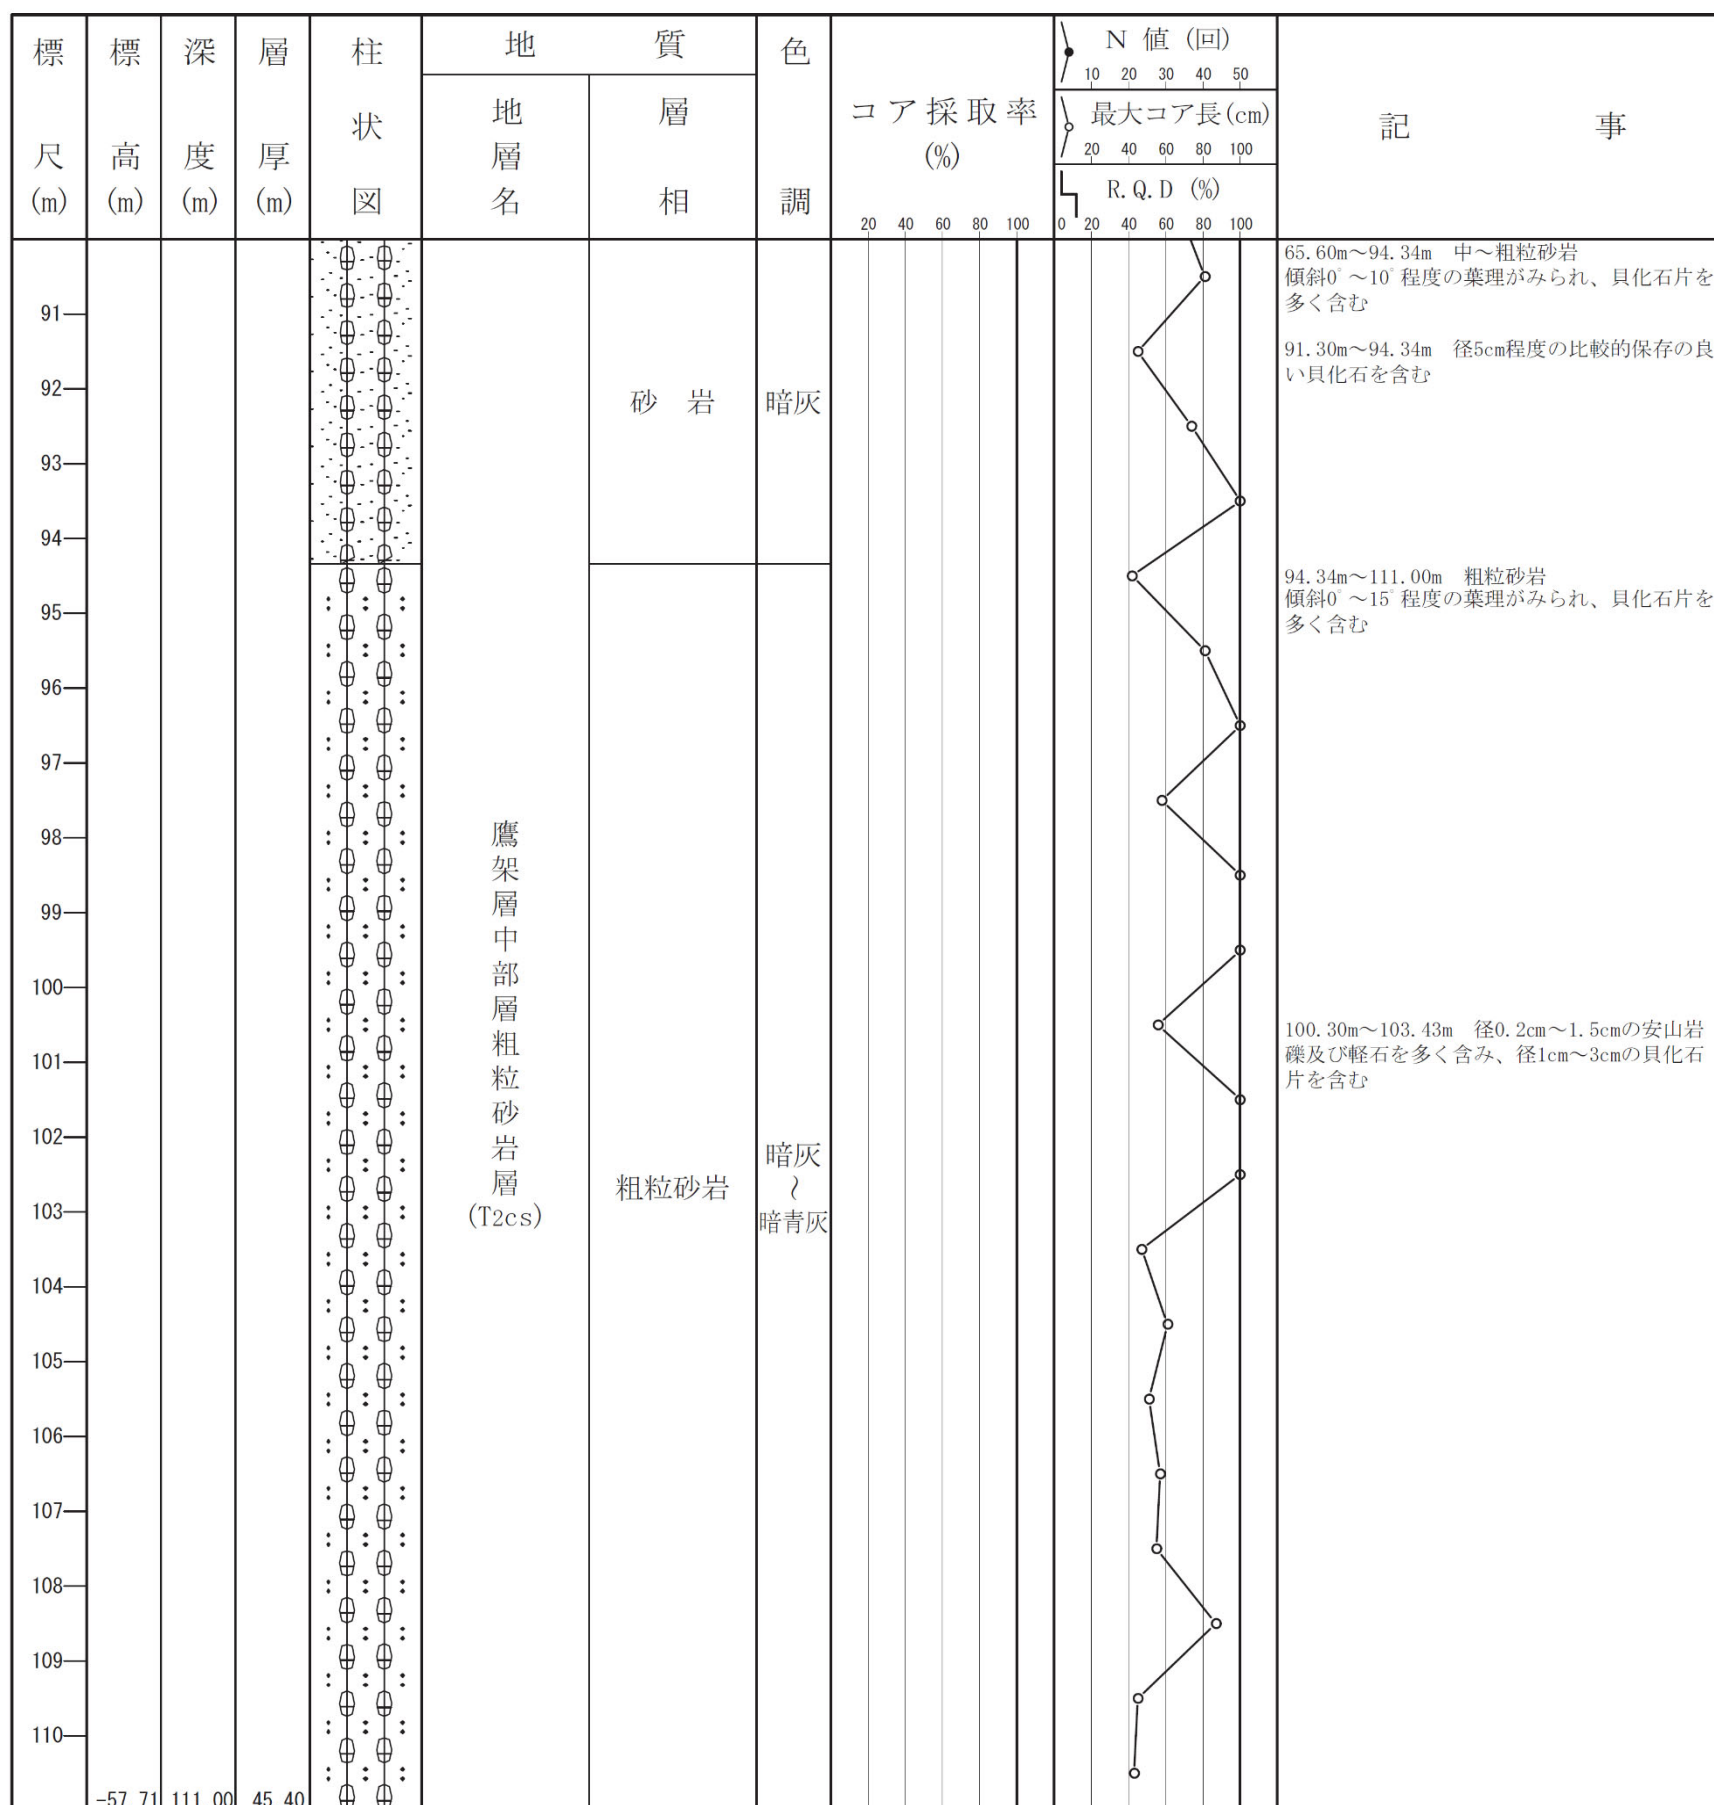 標尺(m)
標高(m)
深度(m)
層厚(m)
柱状図
地質
地層名
層相
色調
コア採取率
(%)
20 40 60 80 100
N 値 (回)
10 20 30 40 50
最大コア長(cm)
20 40 60 80 100
R.Q.D (%)
0 20 40 60 80 100
記事
91
92
93
94
95
96
97
98
99
100
101
102
103
104
105
106
107
108
109
110
-57.71 111.00 45.40
鷹架層中部層粗粒砂岩層
(T2cs)
砂岩
粗粒砂岩
暗灰
暗灰
~
暗青灰
65.60m~94.34m 中~粗粒砂岩
傾斜0°~10°程度の葉理がみられ、貝化石片を
多く含む
91.30m~94.34m 径5cm程度の比較的保存の良
い貝化石を含む
94.34m~111.00m 粗粒砂岩
傾斜0°~15°程度の葉理がみられ、貝化石片を
多く含む
100.30m~103.43m 径0.2cm~1.5cmの安山岩
礫及び軽石を多く含み、径1cm~3cmの貝化石
片を含む